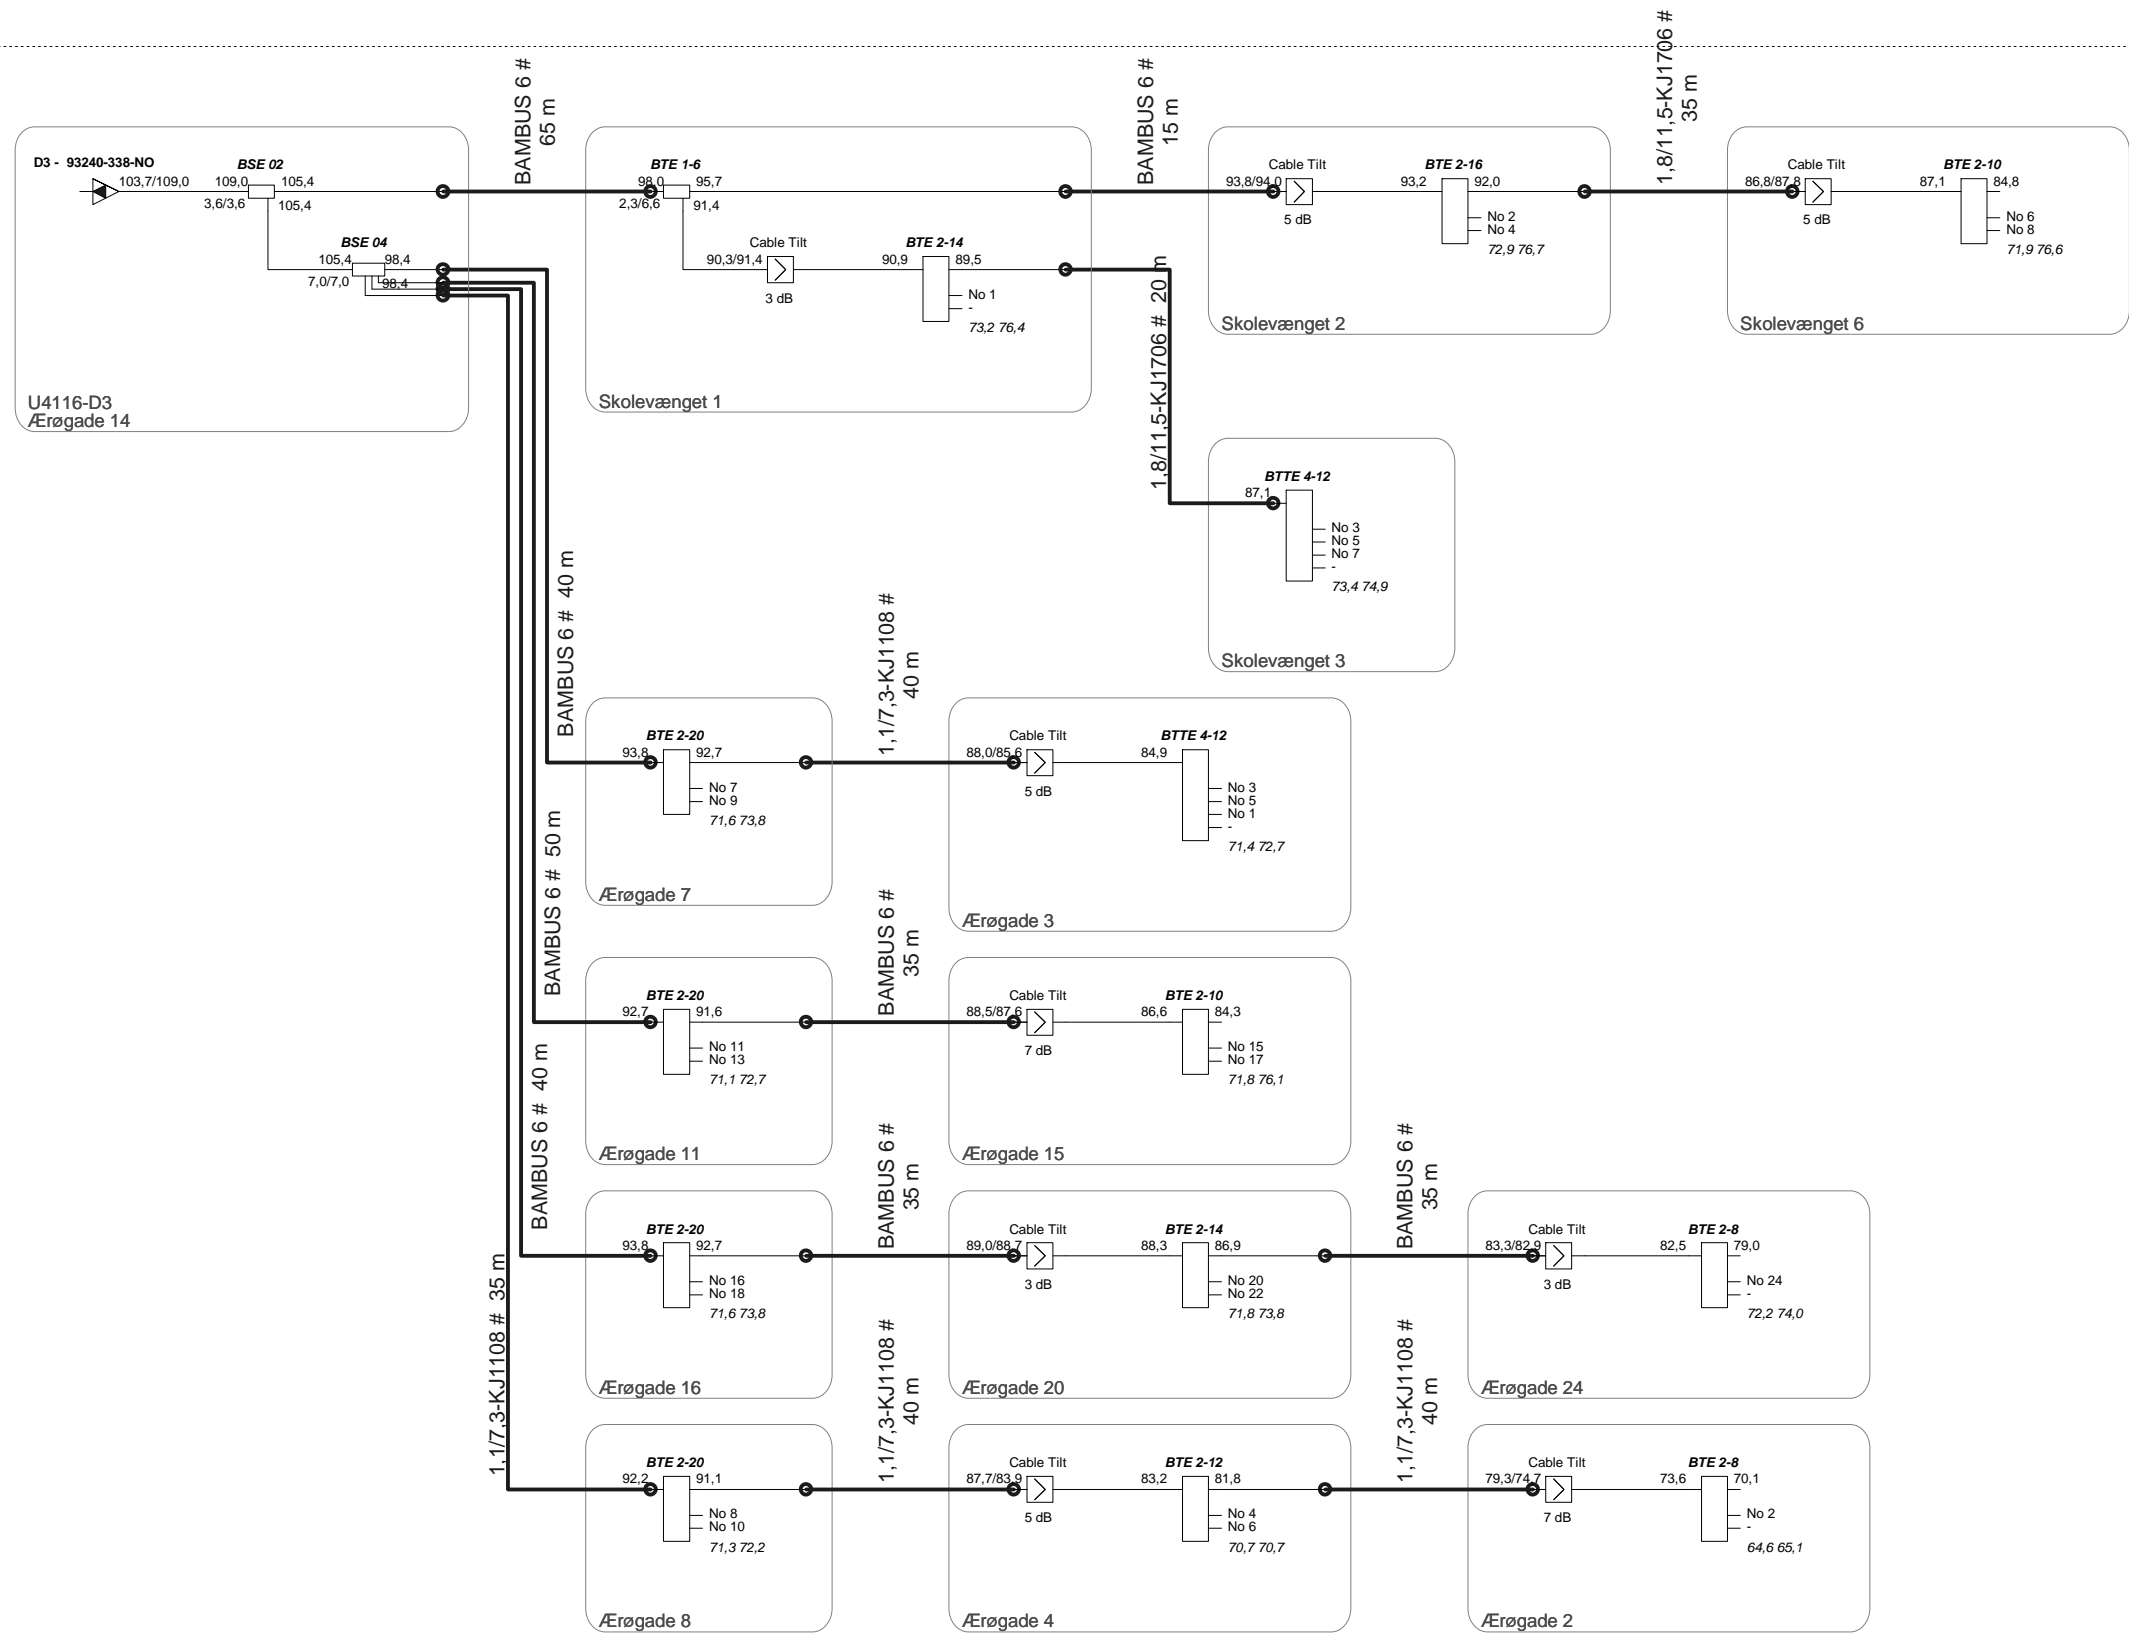 BAMBUS 6 #
65 m
BAMBUS 6 #
15 m
1,8/11,5-KJ1706 #
35 m
D3 - 93240-338-NO
103,7/109,0
BSE 02
109,0
105,4
3,6/3,6
105,4
BSE 04
105,4
98,4
7,0/7,0
98,4
U4116-D3
Ærøgade 14
BTE 1-6
98,0
95,7
2,3/6,6
91,4
Cable Tilt
90,3/91,4
3 dB
BTE 2-14
90,9
89,5
No 1
-
73,2 76,4
Skolevænget 1
Cable Tilt
93,8/94,0
5 dB
BTE 2-16
93,2
92,0
No 2
No 4
72,9 76,7
Skolevænget 2
Cable Tilt
86,8/87,8
5 dB
BTE 2-10
87,1
84,8
No 6
No 8
71,9 76,6
Skolevænget 6
1,8/11,5-KJ1706 # 20 m
BTTE 4-12
87,1
No 3
No 5
No 7
-
73,4 74,9
Skolevænget 3
BAMBUS 6 # 40 m
BTE 2-20
93,8
92,7
No 7
No 9
71,6 73,8
Ærøgade 7
1,1/7,3-KJ1108 #
40 m
Cable Tilt
88,0/85,6
5 dB
BTTE 4-12
84,9
No 3
No 5
No 1
-
71,4 72,7
Ærøgade 3
BAMBUS 6 # 50 m
BTE 2-20
92,7
91,6
No 11
No 13
71,1 72,7
Ærøgade 11
BAMBUS 6 #
35 m
Cable Tilt
88,5/87,6
7 dB
BTE 2-10
86,6
84,3
No 15
No 17
71,8 76,1
Ærøgade 15
BAMBUS 6 # 40 m
BTE 2-20
93,8
92,7
No 16
No 18
71,6 73,8
Ærøgade 16
BAMBUS 6 #
35 m
Cable Tilt
89,0/88,7
3 dB
BTE 2-14
88,3
86,9
No 20
No 22
71,8 73,8
Ærøgade 20
BAMBUS 6 #
35 m
Cable Tilt
83,3/82,9
3 dB
BTE 2-8
82,5
79,0
No 24
-
72,2 74,0
Ærøgade 24
1,1/7,3-KJ1108 # 35 m
BTE 2-20
92,2
91,1
No 8
No 10
71,3 72,2
Ærøgade 8
1,1/7,3-KJ1108 #
40 m
Cable Tilt
87,7/83,9
5 dB
BTE 2-12
83,2
81,8
No 4
No 6
70,7 70,7
Ærøgade 4
1,1/7,3-KJ1108 #
40 m
Cable Tilt
79,3/74,7
7 dB
BTE 2-8
73,6
70,1
No 2
-
64,6 65,1
Ærøgade 2